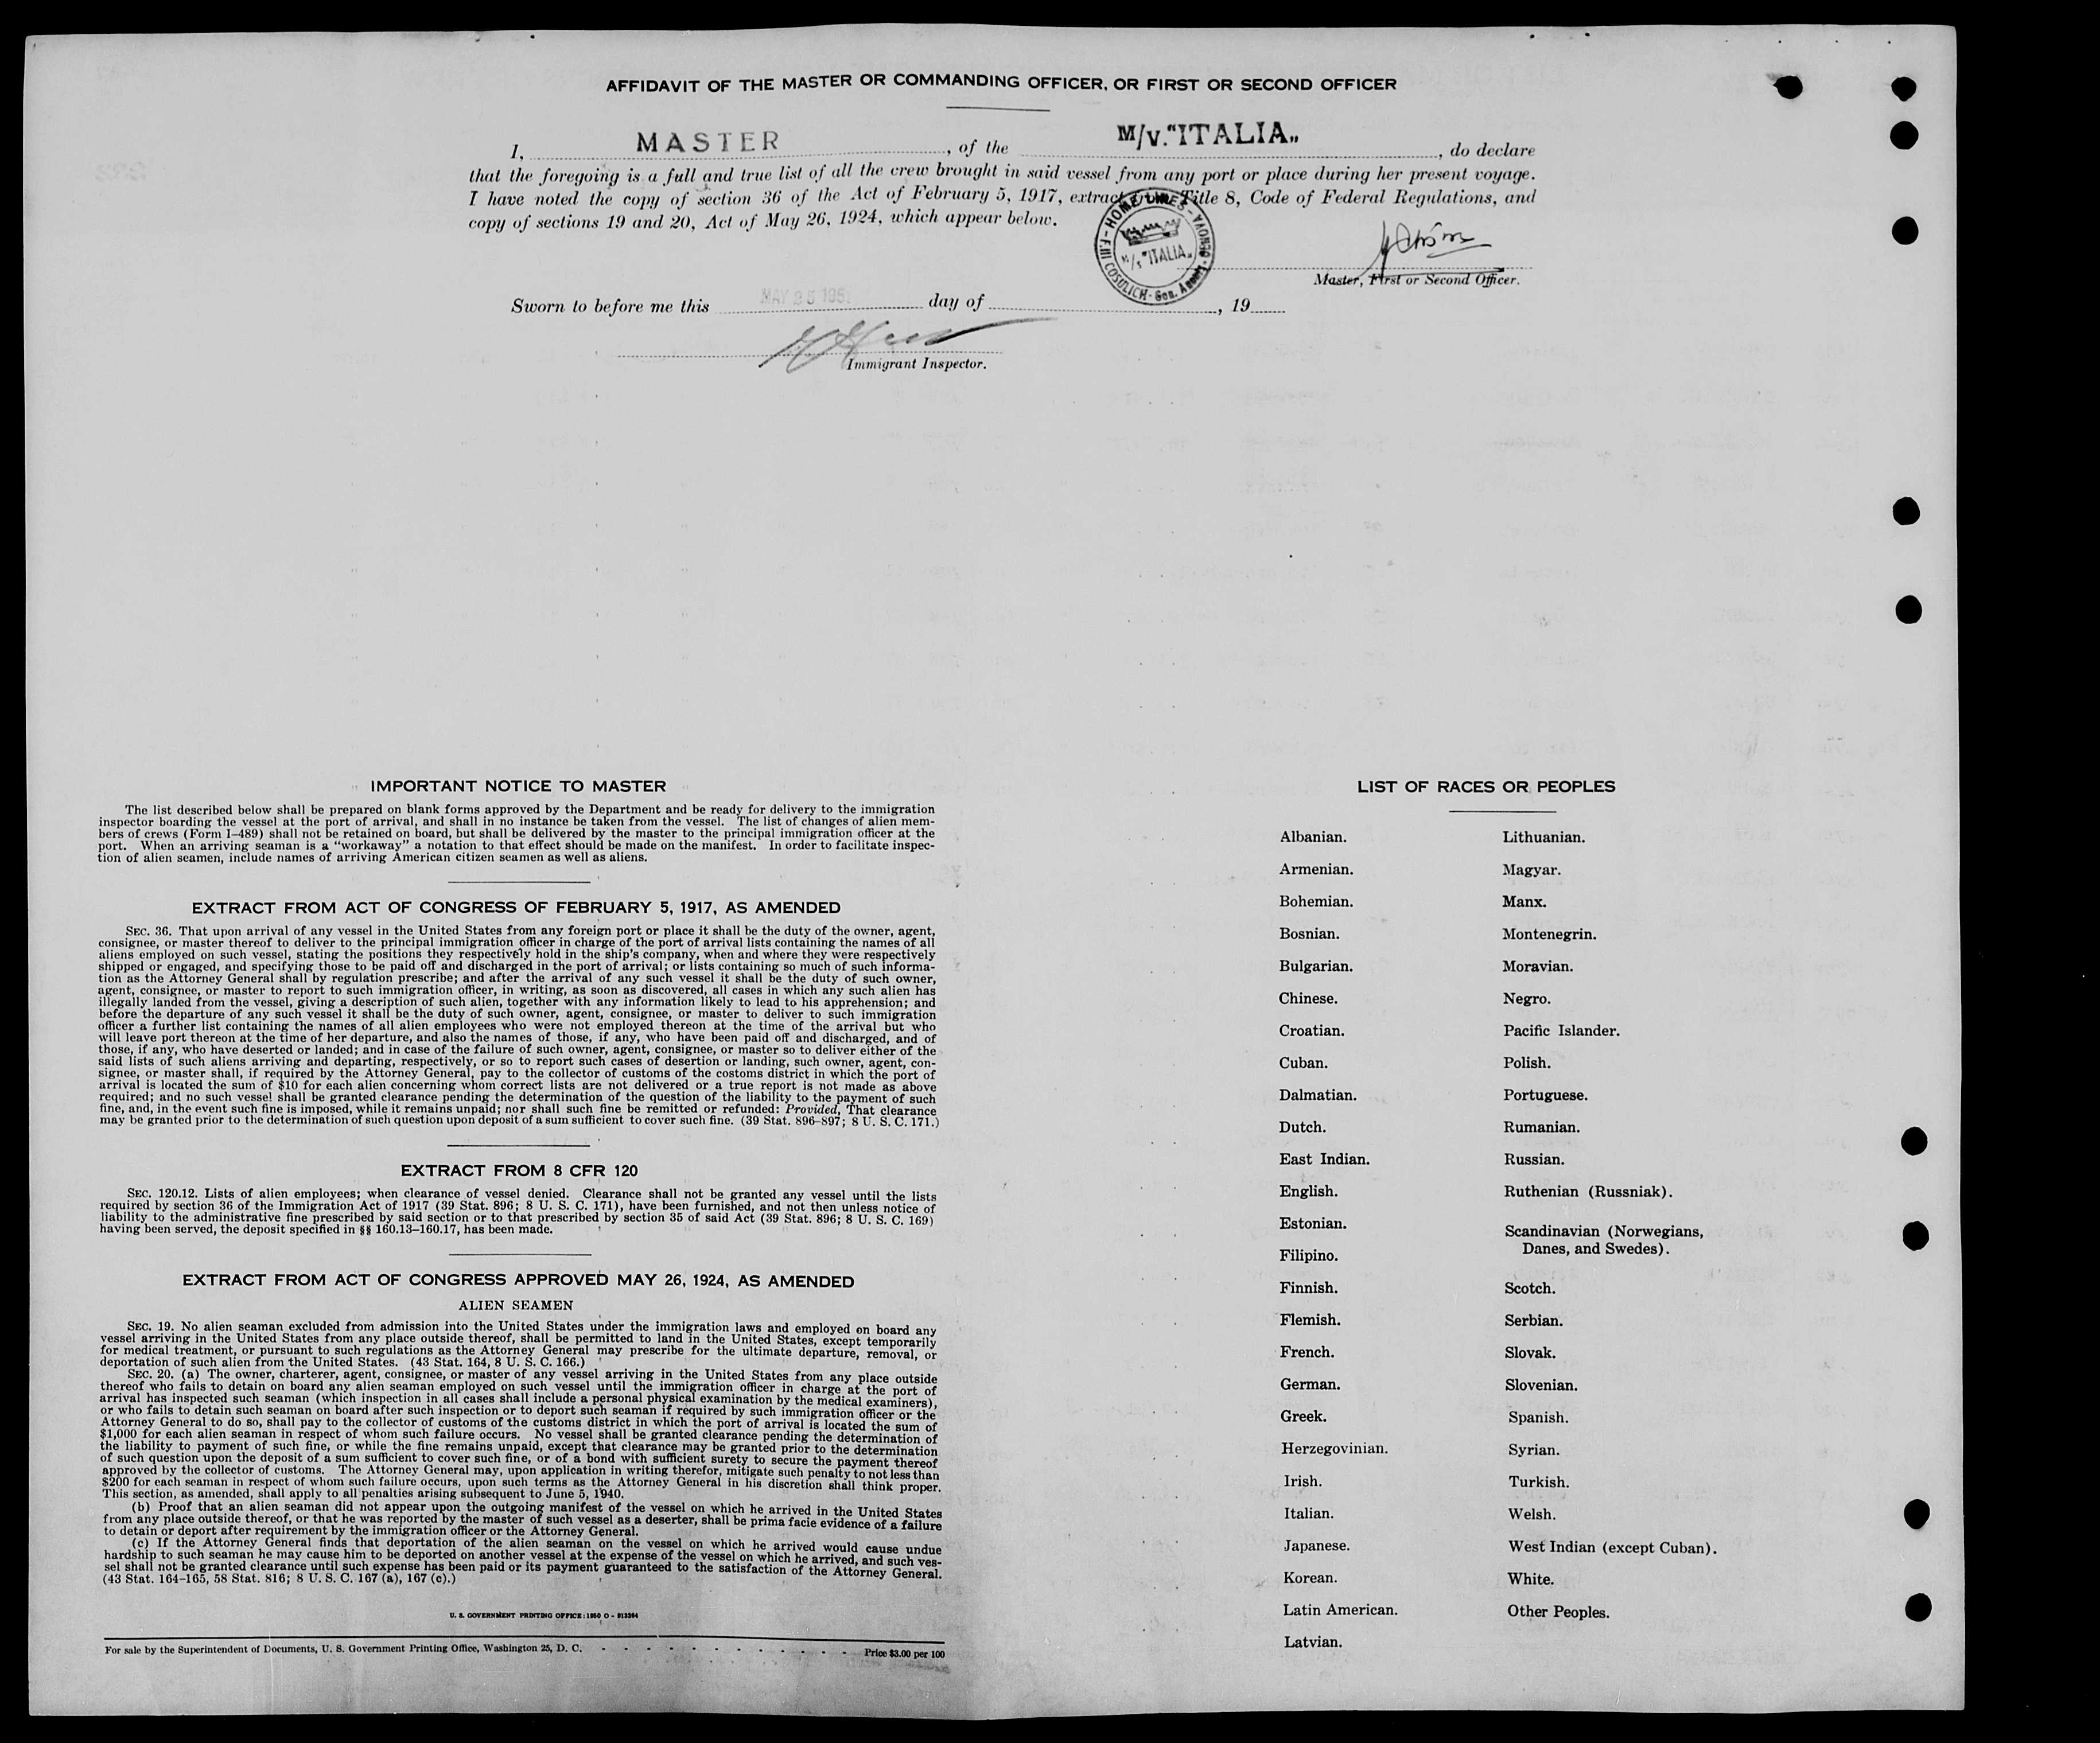 AFFIDAVIT OF THE MASTER OR COMMANDING OFFICER, OR FIRST OR SECOND OFFICER
I, MASTER, of the M/V. "ITALIA„, do declare
that the foregoing is a full and true list of all the crew brought in said vessel from any port or place during her present voyage.
I have noted the copy of section 36 of the Act of February 5, 1917, extract Title 8, Code of Federal Regulations, and
copy of sections 19 and 20, Act of May 26, 1924, which appear below.
HOME LINES - GENOVA - F.lli COSULICH - Gen. Agents
M/s "ITALIA„
Master, First or Second Officer.
Sworn to before me this MAY 25 195 day of , 19
Immigrant Inspector.
IMPORTANT NOTICE TO MASTER
The list described below shall be prepared on blank forms approved by the Department and be ready for delivery to the immigration
inspector boarding the vessel at the port of arrival, and shall in no instance be taken from the vessel. The list of changes of alien mem-
bers of crews (Form I–489) shall not be retained on board, but shall be delivered by the master to the principal immigration officer at the
port. When an arriving seaman is a "workaway" a notation to that effect should be made on the manifest. In order to facilitate inspec-
tion of alien seamen, include names of arriving American citizen seamen as well as aliens.
EXTRACT FROM ACT OF CONGRESS OF FEBRUARY 5, 1917, AS AMENDED
SEC. 36. That upon arrival of any vessel in the United States from any foreign port or place it shall be the duty of the owner, agent,
consignee, or master thereof to deliver to the principal immigration officer in charge of the port of arrival lists containing the names of all
aliens employed on such vessel, stating the positions they respectively hold in the ship's company, when and where they were respectively
shipped or engaged, and specifying those to be paid off and discharged in the port of arrival; or lists containing so much of such informa-
tion as the Attorney General shall by regulation prescribe; and after the arrival of any such vessel it shall be the duty of such owner,
agent, consignee, or master to report to such immigration officer, in writing, as soon as discovered, all cases in which any such alien has
illegally landed from the vessel, giving a description of such alien, together with any information likely to lead to his apprehension; and
before the departure of any such vessel it shall be the duty of such owner, agent, consignee, or master to deliver to such immigration
officer a further list containing the names of all alien employees who were not employed thereon at the time of the arrival but who
will leave port thereon at the time of her departure, and also the names of those, if any, who have been paid off and discharged, and of
those, if any, who have deserted or landed; and in case of the failure of such owner, agent, consignee, or master so to deliver either of the
said lists of such aliens arriving and departing, respectively, or so to report such cases of desertion or landing, such owner, agent, con-
signee, or master shall, if required by the Attorney General, pay to the collector of customs of the costoms district in which the port of
arrival is located the sum of $10 for each alien concerning whom correct lists are not delivered or a true report is not made as above
required; and no such vessel shall be granted clearance pending the determination of the question of the liability to the payment of such
fine, and, in the event such fine is imposed, while it remains unpaid; nor shall such fine be remitted or refunded: Provided, That clearance
may be granted prior to the determination of such question upon deposit of a sum sufficient to cover such fine. (39 Stat. 896–897; 8 U. S. C. 171.)
EXTRACT FROM 8 CFR 120
SEC. 120.12. Lists of alien employees; when clearance of vessel denied. Clearance shall not be granted any vessel until the lists
required by section 36 of the Immigration Act of 1917 (39 Stat. 896; 8 U. S. C. 171), have been furnished, and not then unless notice of
liability to the administrative fine prescribed by said section or to that prescribed by section 35 of said Act (39 Stat. 896; 8 U. S. C. 169)
having been served, the deposit specified in §§ 160.13–160.17, has been made.
EXTRACT FROM ACT OF CONGRESS APPROVED MAY 26, 1924, AS AMENDED
ALIEN SEAMEN
SEC. 19. No alien seaman excluded from admission into the United States under the immigration laws and employed on board any
vessel arriving in the United States from any place outside thereof, shall be permitted to land in the United States, except temporarily
for medical treatment, or pursuant to such regulations as the Attorney General may prescribe for the ultimate departure, removal, or
deportation of such alien from the United States. (43 Stat. 164, 8 U. S. C. 166.)
SEC. 20. (a) The owner, charterer, agent, consignee, or master of any vessel arriving in the United States from any place outside
thereof who fails to detain on board any alien seaman employed on such vessel until the immigration officer in charge at the port of
arrival has inspected such seaman (which inspection in all cases shall include a personal physical examination by the medical examiners),
or who fails to detain such seaman on board after such inspection or to deport such seaman if required by such immigration officer or the
Attorney General to do so, shall pay to the collector of customs of the customs district in which the port of arrival is located the sum of
$1,000 for each alien seaman in respect of whom such failure occurs. No vessel shall be granted clearance pending the determination of
the liability to payment of such fine, or while the fine remains unpaid, except that clearance may be granted prior to the determination
of such question upon the deposit of a sum sufficient to cover such fine, or of a bond with sufficient surety to secure the payment thereof
approved by the collector of customs. The Attorney General may, upon application in writing therefor, mitigate such penalty to not less than
$200 for each seaman in respect of whom such failure occurs, upon such terms as the Attorney General in his discretion shall think proper.
This section, as amended, shall apply to all penalties arising subsequent to June 5, 1940.
(b) Proof that an alien seaman did not appear upon the outgoing manifest of the vessel on which he arrived in the United States
from any place outside thereof, or that he was reported by the master of such vessel as a deserter, shall be prima facie evidence of a failure
to detain or deport after requirement by the immigration officer or the Attorney General.
(c) If the Attorney General finds that deportation of the alien seaman on the vessel on which he arrived would cause undue
hardship to such seaman he may cause him to be deported on another vessel at the expense of the vessel on which he arrived, and such ves-
sel shall not be granted clearance until such expense has been paid or its payment guaranteed to the satisfaction of the Attorney General.
(43 Stat. 164–165, 58 Stat. 816; 8 U. S. C. 167 (a), 167 (c).)
U. S. GOVERNMENT PRINTING OFFICE: 1950 O - 913364
For sale by the Superintendent of Documents, U. S. Government Printing Office, Washington 25, D. C. - - - - - - - - - - - - Price $3.00 per 100
LIST OF RACES OR PEOPLES
Albanian.
Armenian.
Bohemian.
Bosnian.
Bulgarian.
Chinese.
Croatian.
Cuban.
Dalmatian.
Dutch.
East Indian.
English.
Estonian.
Filipino.
Finnish.
Flemish.
French.
German.
Greek.
Herzegovinian.
Irish.
Italian.
Japanese.
Korean.
Latin American.
Latvian.
Lithuanian.
Magyar.
Manx.
Montenegrin.
Moravian.
Negro.
Pacific Islander.
Polish.
Portuguese.
Rumanian.
Russian.
Ruthenian (Russniak).
Scandinavian (Norwegians,
Danes, and Swedes).
Scotch.
Serbian.
Slovak.
Slovenian.
Spanish.
Syrian.
Turkish.
Welsh.
West Indian (except Cuban).
White.
Other Peoples.